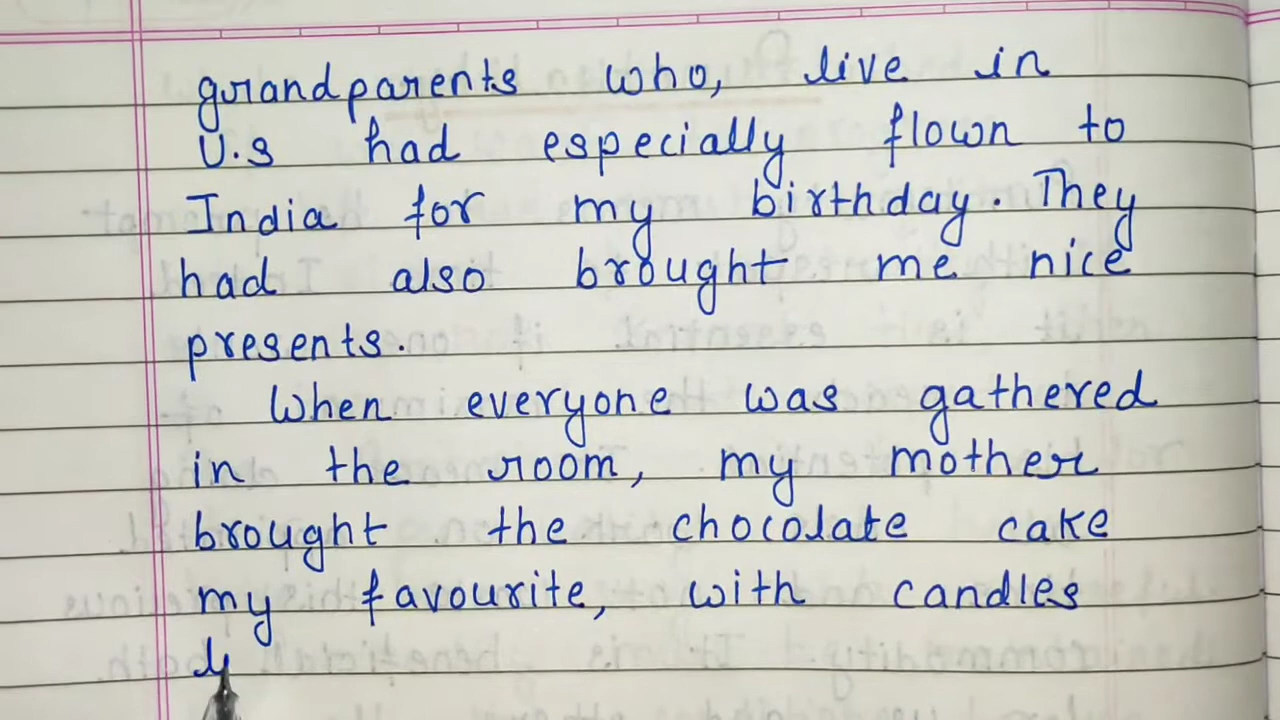 grandparents who, live in
U.s had especially flown to
India for my birthday. They
had also brought me nice
presents.
When everyone was gathered
in the room, my mother
brought the chocolate cake
my favourite, with candles